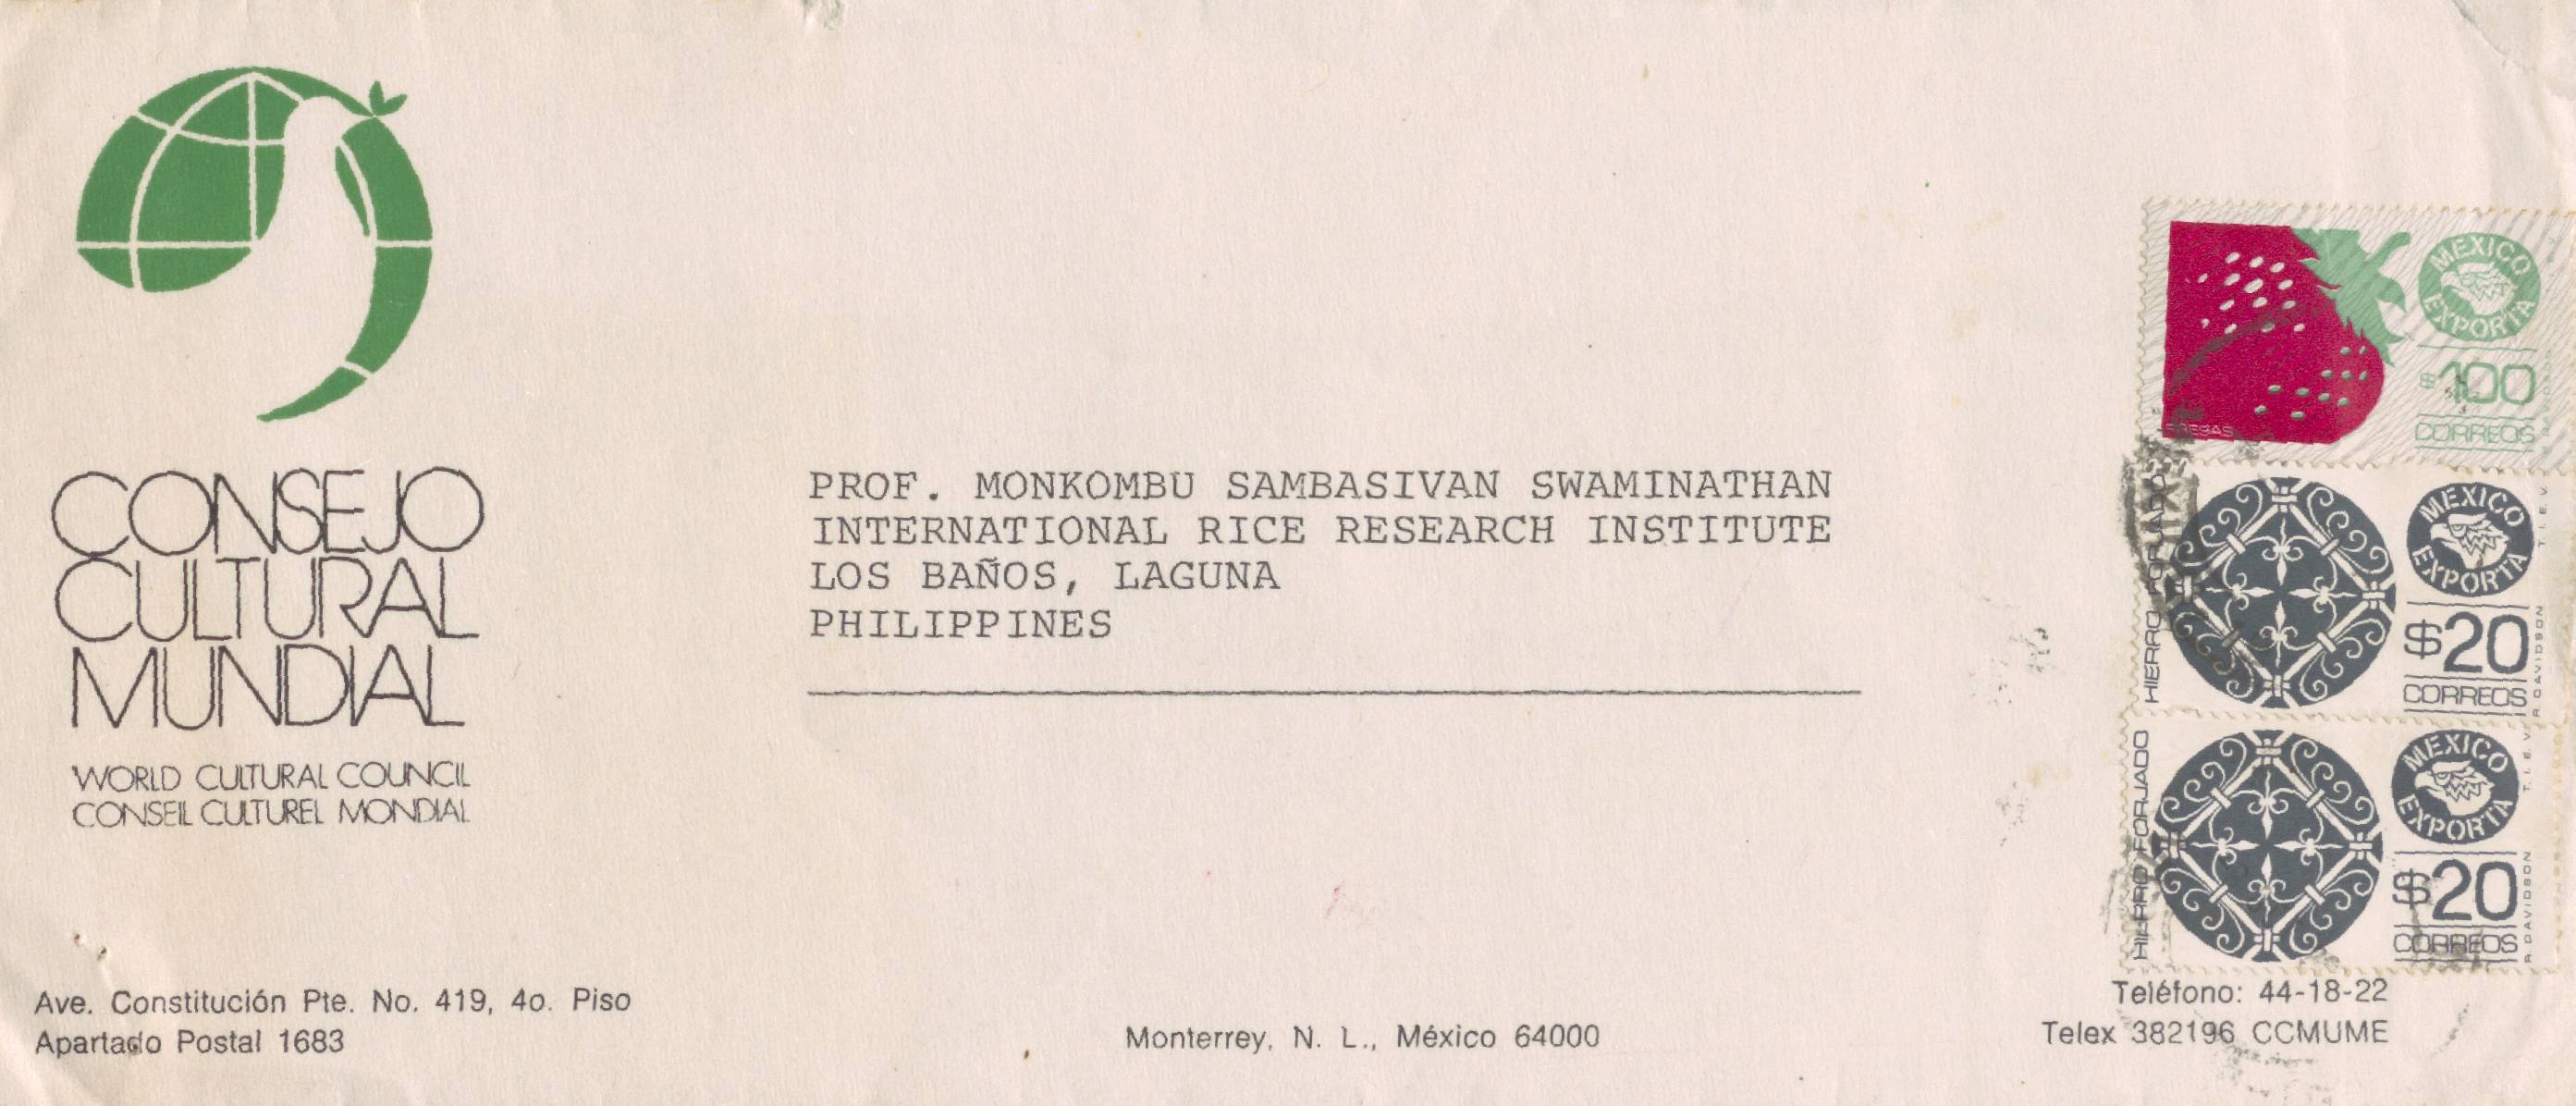 CONSEJO
CULTURAL
MUNDIAL
WORLD CULTURAL COUNCIL
CONSEIL CULTUREL MONDIAL
PROF. MONKOMBU SAMBASIVAN SWAMINATHAN
INTERNATIONAL RICE RESEARCH INSTITUTE
LOS BAÑOS, LAGUNA
PHILIPPINES
MEXICO
EXPORTA
$100
CORREOS
FRESAS
HIERRO FORJADO
MEXICO
EXPORTA
$20
CORREOS
T. I. E. V.
R. DAVIDSON
HIERRO FORJADO
MEXICO
EXPORTA
$20
CORREOS
T. I. E. V.
R. DAVIDSON
Ave. Constitución Pte. No. 419, 4o. Piso
Apartado Postal 1683
Monterrey, N. L., México 64000
Teléfono: 44-18-22
Telex 382196 CCMUME